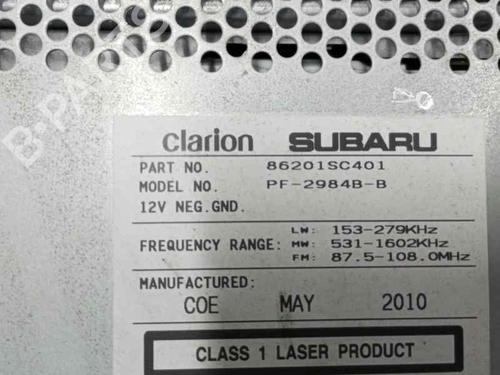 B-PARTS
clarion SUBARU
PART NO. 86201SC401
MODEL NO. PF-2984B-B
12V NEG.GND.
LW: 153-279KHz
FREQUENCY RANGE: MW: 531-1602KHz
FM: 87.5-108.0MHz
MANUFACTURED:
COE MAY 2010
CLASS 1 LASER PRODUCT